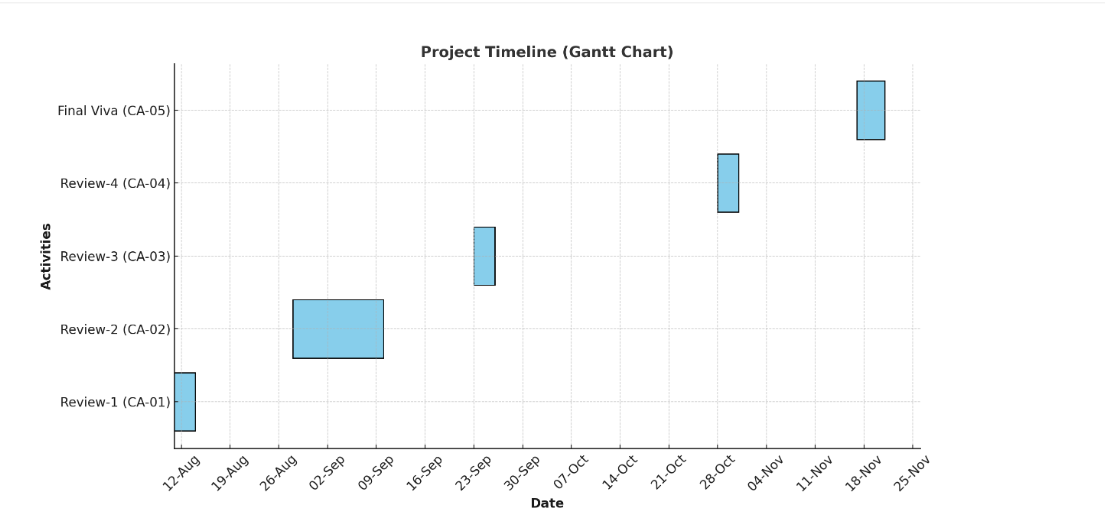 Project Timeline (Gantt Chart)
Activities
Final Viva (CA-05)
Review-4 (CA-04)
Review-3 (CA-03)
Review-2 (CA-02)
Review-1 (CA-01)
12-Aug 19-Aug 26-Aug 02-Sep 09-Sep 16-Sep 23-Sep 30-Sep 07-Oct 14-Oct 21-Oct 28-Oct 04-Nov 11-Nov 18-Nov 25-Nov
Date